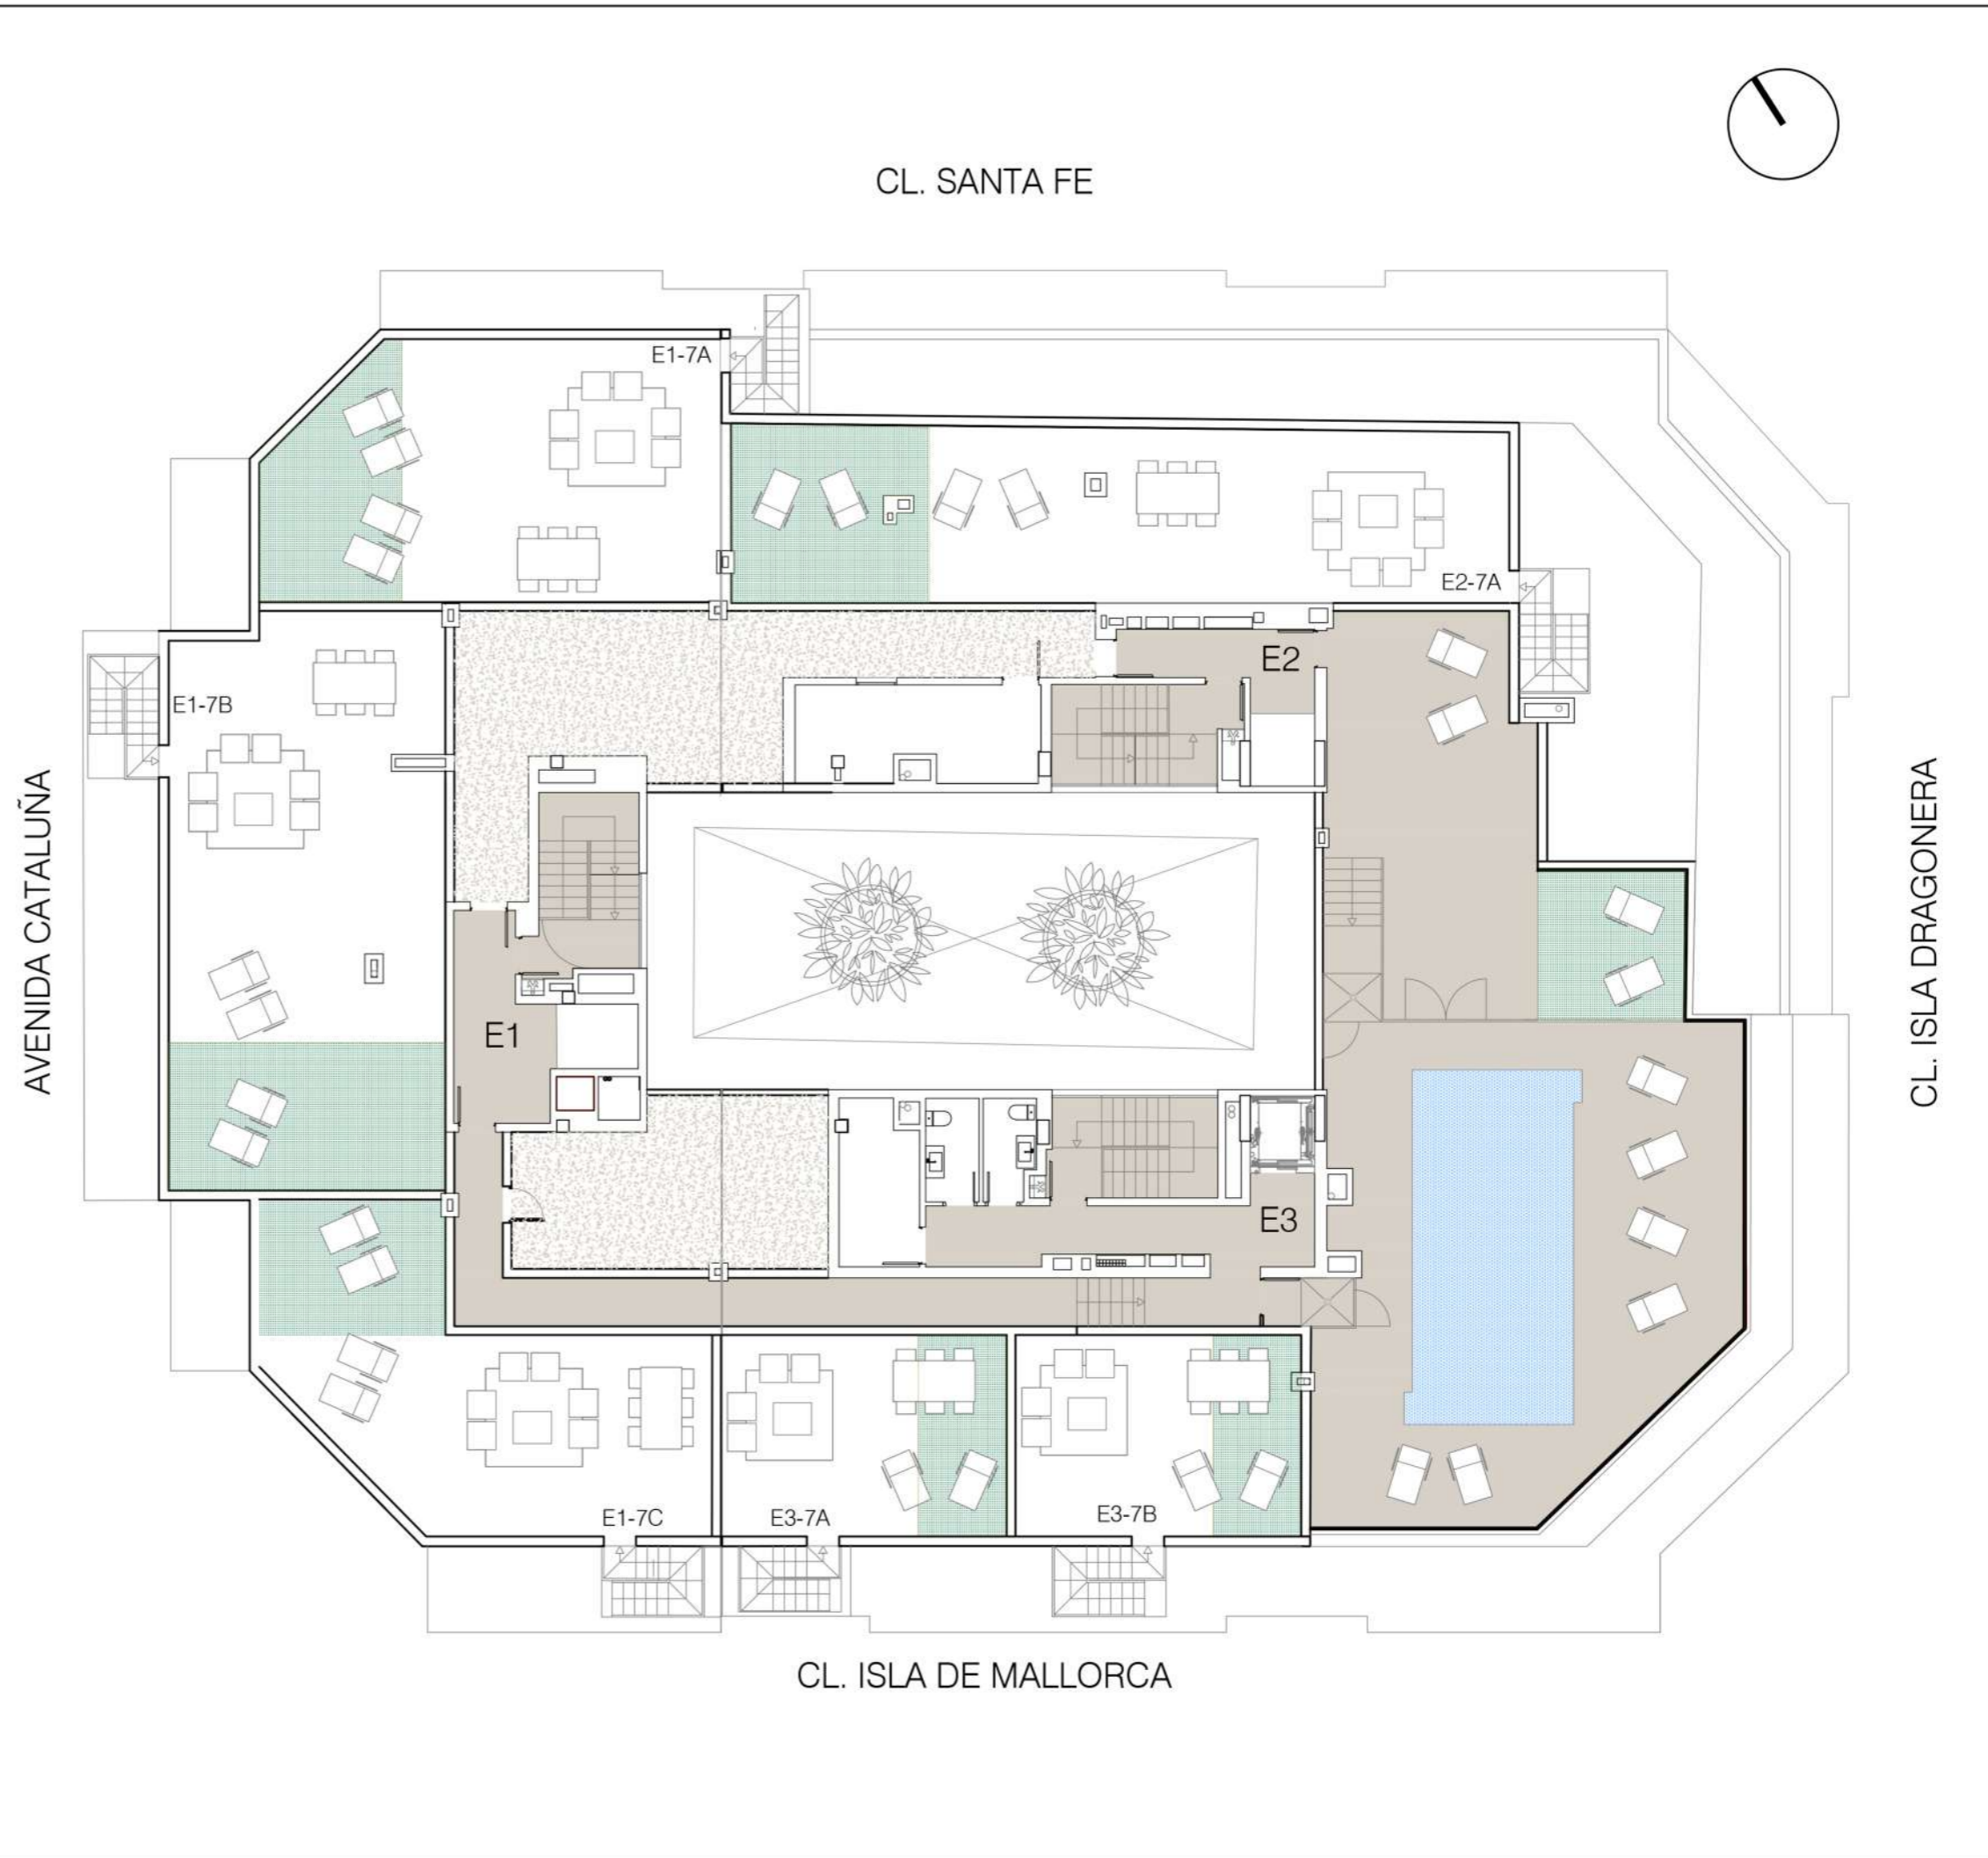 CL. SANTA FE
E1-7A
E2-7A
E2
E1-7B
AVENIDA CATALUÑA
CL. ISLA DRAGONERA
E1
E3
E1-7C
E3-7A
E3-7B
CL. ISLA DE MALLORCA